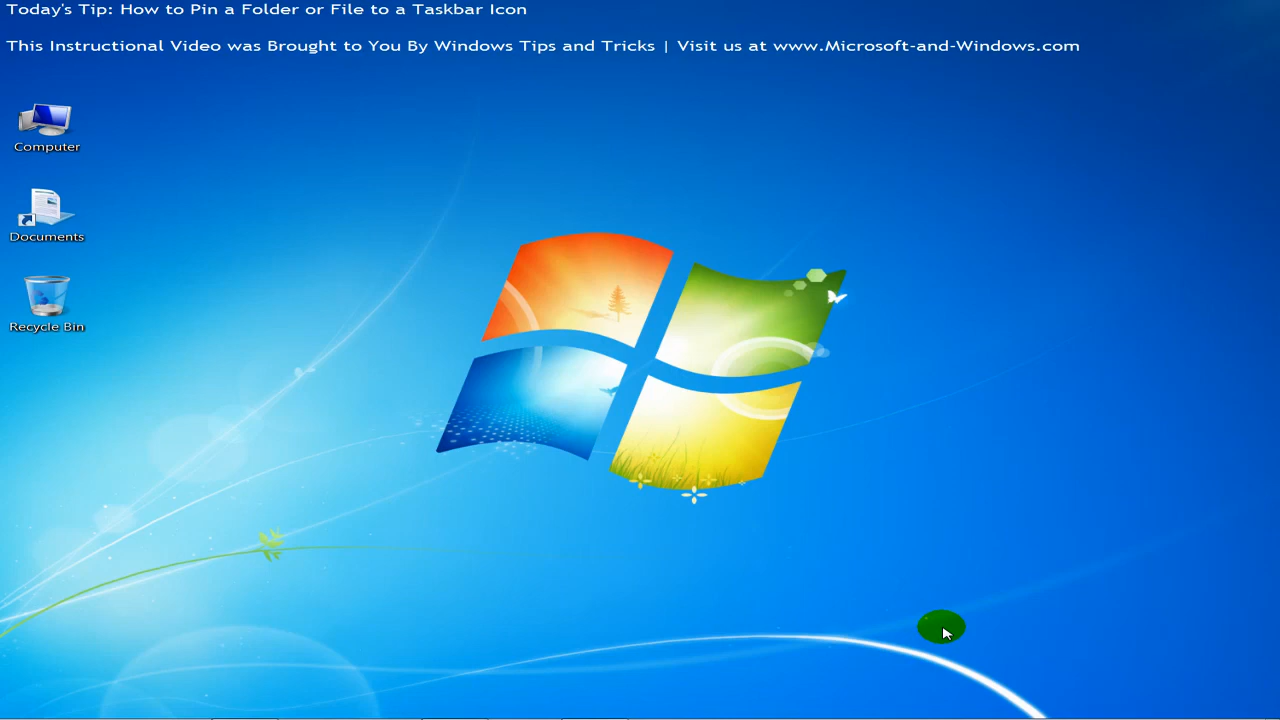 Today's Tip: How to Pin a Folder or File to a Taskbar Icon
This Instructional Video was Brought to You By Windows Tips and Tricks | Visit us at www.Microsoft-and-Windows.com
Computer
Documents
Recycle Bin